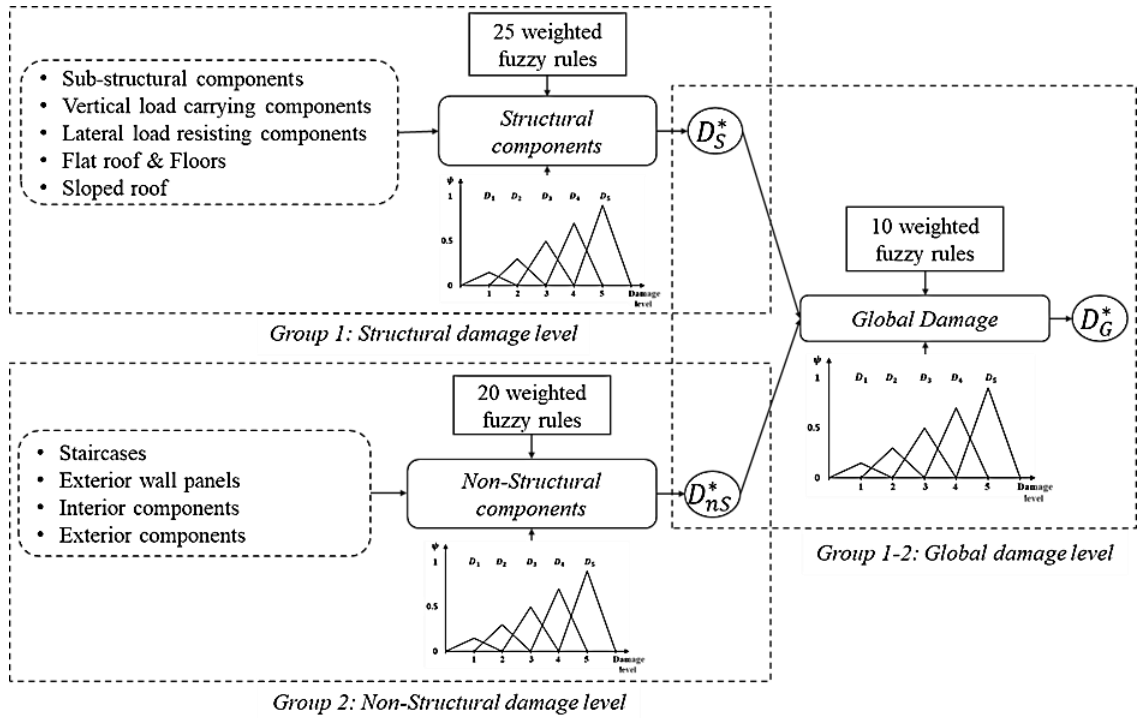 25 weighted
fuzzy rules
• Sub-structural components
• Vertical load carrying components
• Lateral load resisting components
• Flat roof & Floors
• Sloped roof
Structural
components
D*S
ψ
D1 D2 D3 D4 D5
1
0.5
0
1 2 3 4 5 Damage
level
Group 1: Structural damage level
20 weighted
fuzzy rules
• Staircases
• Exterior wall panels
• Interior components
• Exterior components
Non-Structural
components
D*nS
ψ
D1 D2 D3 D4 D5
1
0.5
0
1 2 3 4 5 Damage
level
Group 2: Non-Structural damage level
10 weighted
fuzzy rules
Global Damage
D*G
ψ
D1 D2 D3 D4 D5
1
0.5
0
1 2 3 4 5 Damage
level
Group 1-2: Global damage level